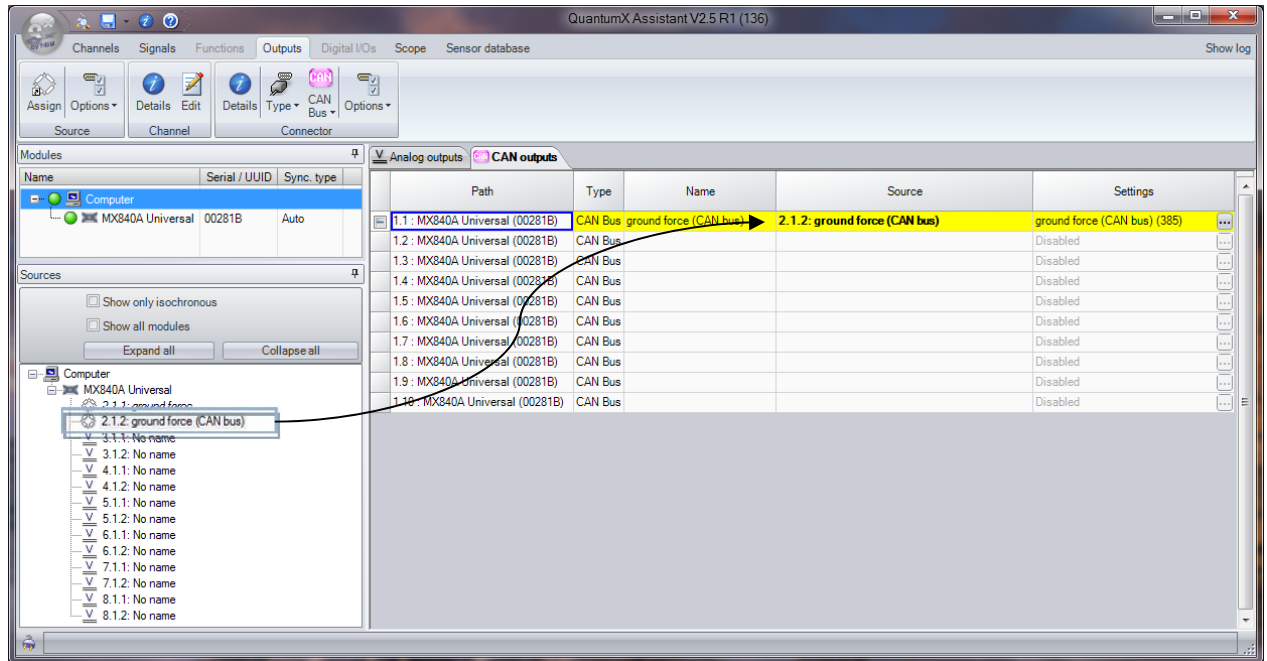 QuantumX Assistant V2.5 R1 (136)
Channels Signals Functions Outputs Digital I/Os Scope Sensor database Show log
Assign Options Details Edit Details Type CAN Bus Options
Source Channel Connector
Modules
Name Serial / UUID Sync. type
Computer
MX840A Universal 00281B Auto
Sources
Show only isochronous
Show all modules
Expand all Collapse all
Computer
MX840A Universal
2.1.1: ground force
2.1.2: ground force (CAN bus)
3.1.1: No name
3.1.2: No name
4.1.1: No name
4.1.2: No name
5.1.1: No name
5.1.2: No name
6.1.1: No name
6.1.2: No name
7.1.1: No name
7.1.2: No name
8.1.1: No name
8.1.2: No name
Analog outputs CAN outputs
Path Type Name Source Settings
1.1 : MX840A Universal (00281B) CAN Bus ground force (CAN bus) 2.1.2: ground force (CAN bus) ground force (CAN bus) (385) ...
1.2 : MX840A Universal (00281B) CAN Bus Disabled ...
1.3 : MX840A Universal (00281B) CAN Bus Disabled ...
1.4 : MX840A Universal (00281B) CAN Bus Disabled ...
1.5 : MX840A Universal (00281B) CAN Bus Disabled ...
1.6 : MX840A Universal (00281B) CAN Bus Disabled ...
1.7 : MX840A Universal (00281B) CAN Bus Disabled ...
1.8 : MX840A Universal (00281B) CAN Bus Disabled ...
1.9 : MX840A Universal (00281B) CAN Bus Disabled ...
1.10 : MX840A Universal (00281B) CAN Bus Disabled ...